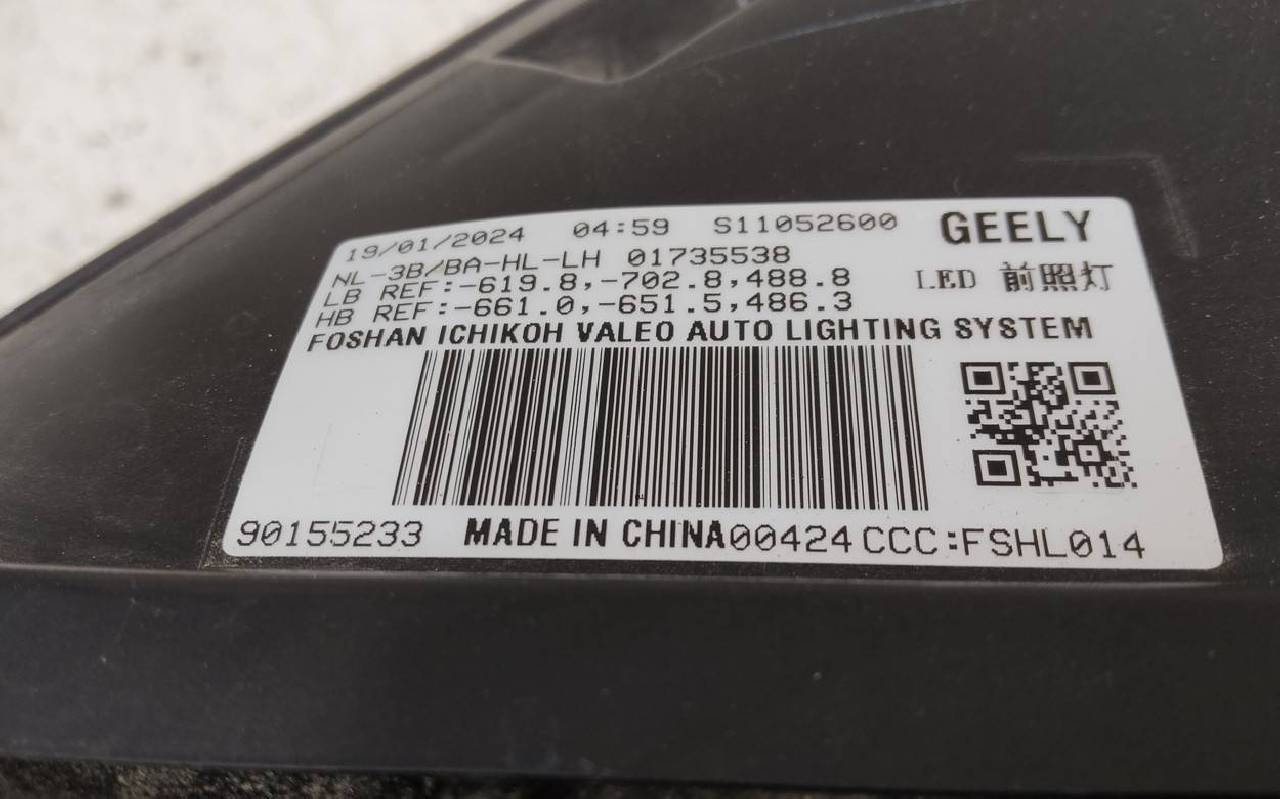 19/01/2024 04:59 S11052600 GEELY
NL-3B/BA-HL-LH 01735538
LB REF:-619.8,-702.8,488.8 LED 前照灯
HB REF:-661.0,-651.5,486.3
FOSHAN ICHIKOH VALEO AUTO LIGHTING SYSTEM
90155233 MADE IN CHINA 00424 CCC:FSHL014